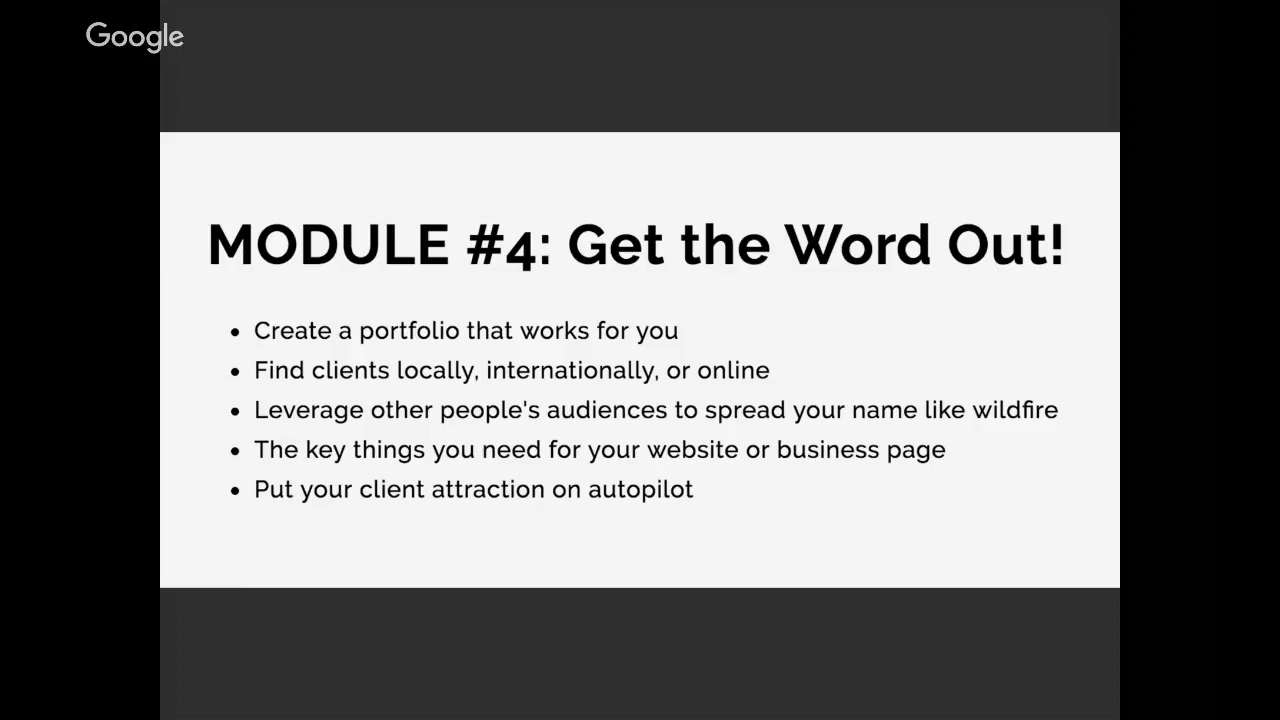 Google
MODULE #4: Get the Word Out!
• Create a portfolio that works for you
• Find clients locally, internationally, or online
• Leverage other people's audiences to spread your name like wildfire
• The key things you need for your website or business page
• Put your client attraction on autopilot